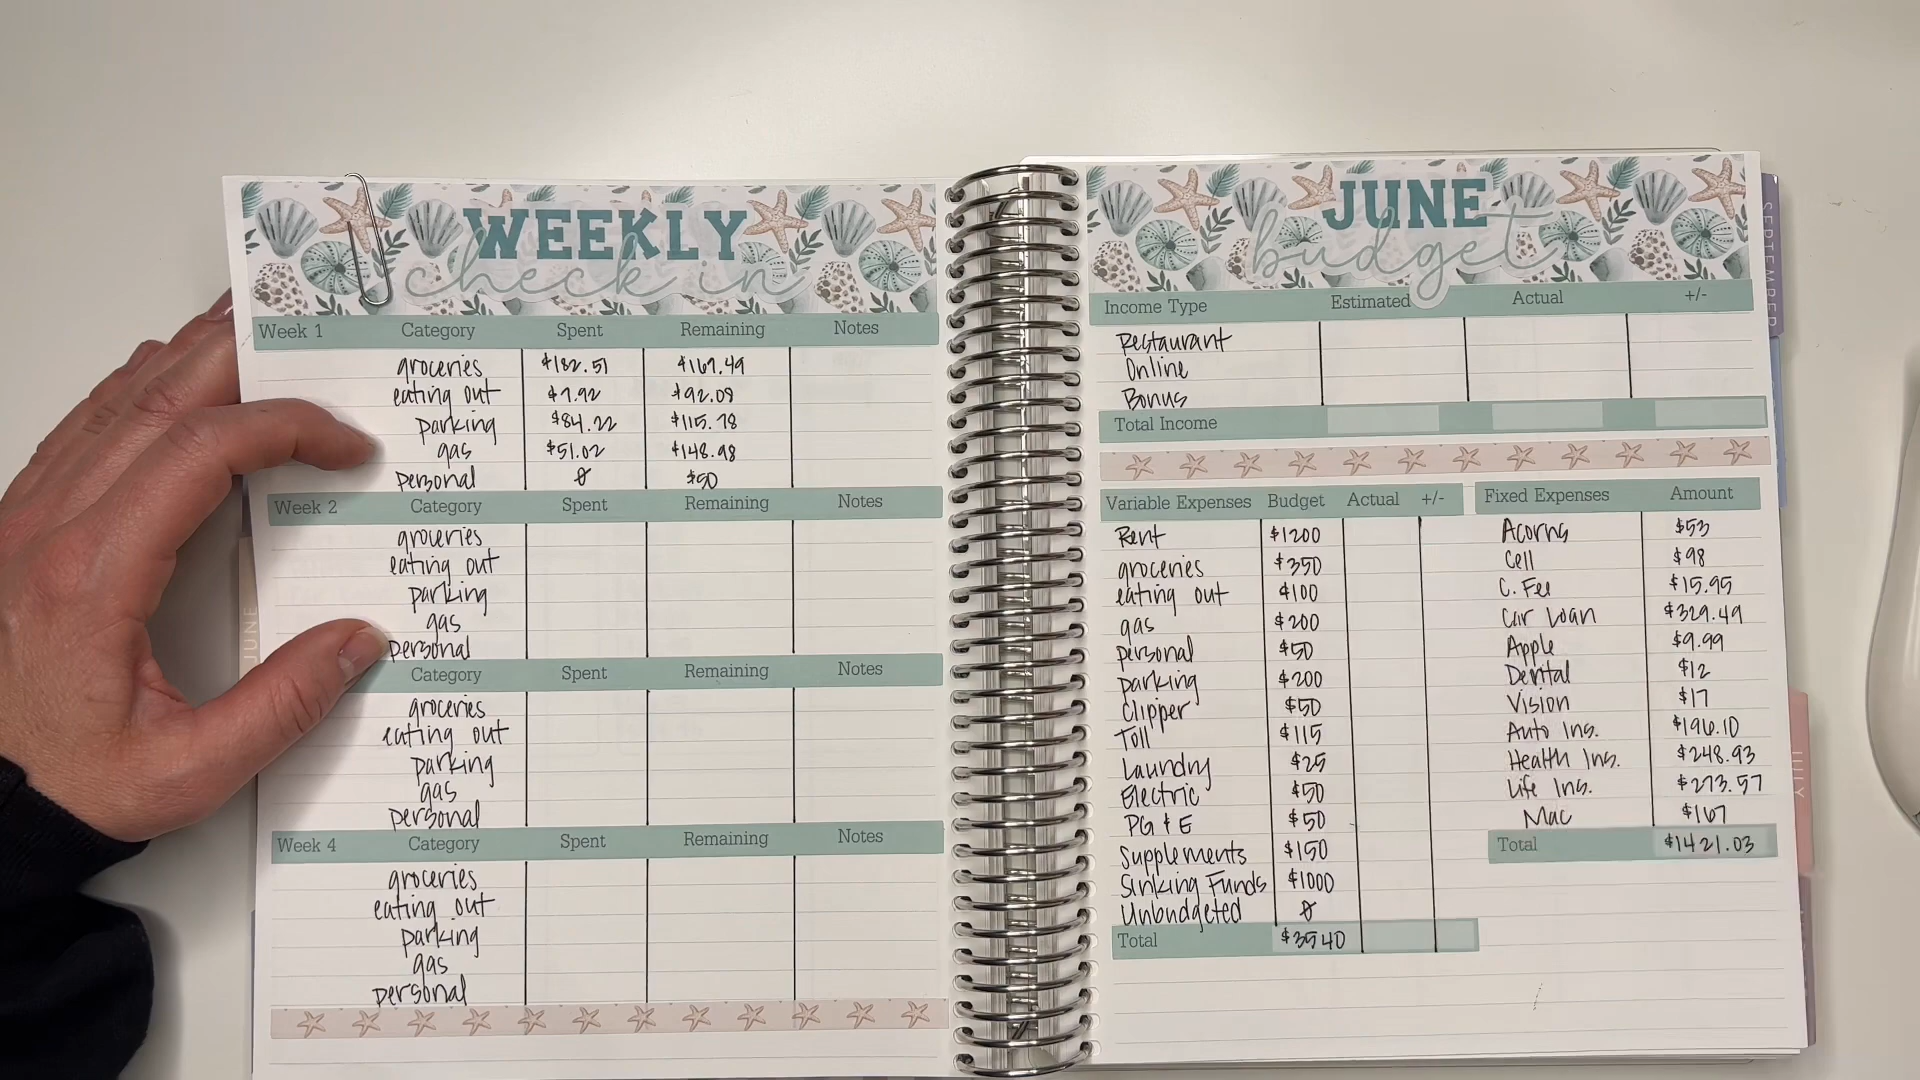 WEEKLY
check in
Week 1 Category Spent Remaining Notes
groceries $182.51 $167.49
eating out $7.92 $92.08
parking $84.22 $115.78
gas $51.02 $148.98
personal 0 $50
Week 2 Category Spent Remaining Notes
groceries
eating out
parking
gas
personal
Category Spent Remaining Notes
groceries
eating out
parking
gas
personal
Week 4 Category Spent Remaining Notes
groceries
eating out
parking
gas
personal
JUNE
budget
Income Type Estimated Actual +/-
Restaurant
Online
Bonus
Total Income
Variable Expenses Budget Actual +/-
Rent $1200
groceries $350
eating out $100
gas $200
personal $50
parking $200
Clipper $50
Toll $115
Laundry $25
Electric $50
PG & E $50
Supplements $150
Sinking Funds $1000
Unbudgeted 0
Total $3540
Fixed Expenses Amount
Acorns $53
Cell $98
C. Fee $15.95
Car Loan $329.49
Apple $9.99
Dental $12
Vision $17
Auto Ins. $196.10
Health Ins. $248.93
Life Ins. $273.57
Mac $167
Total $1421.03
SEPTEMBER
JUNE
JULY